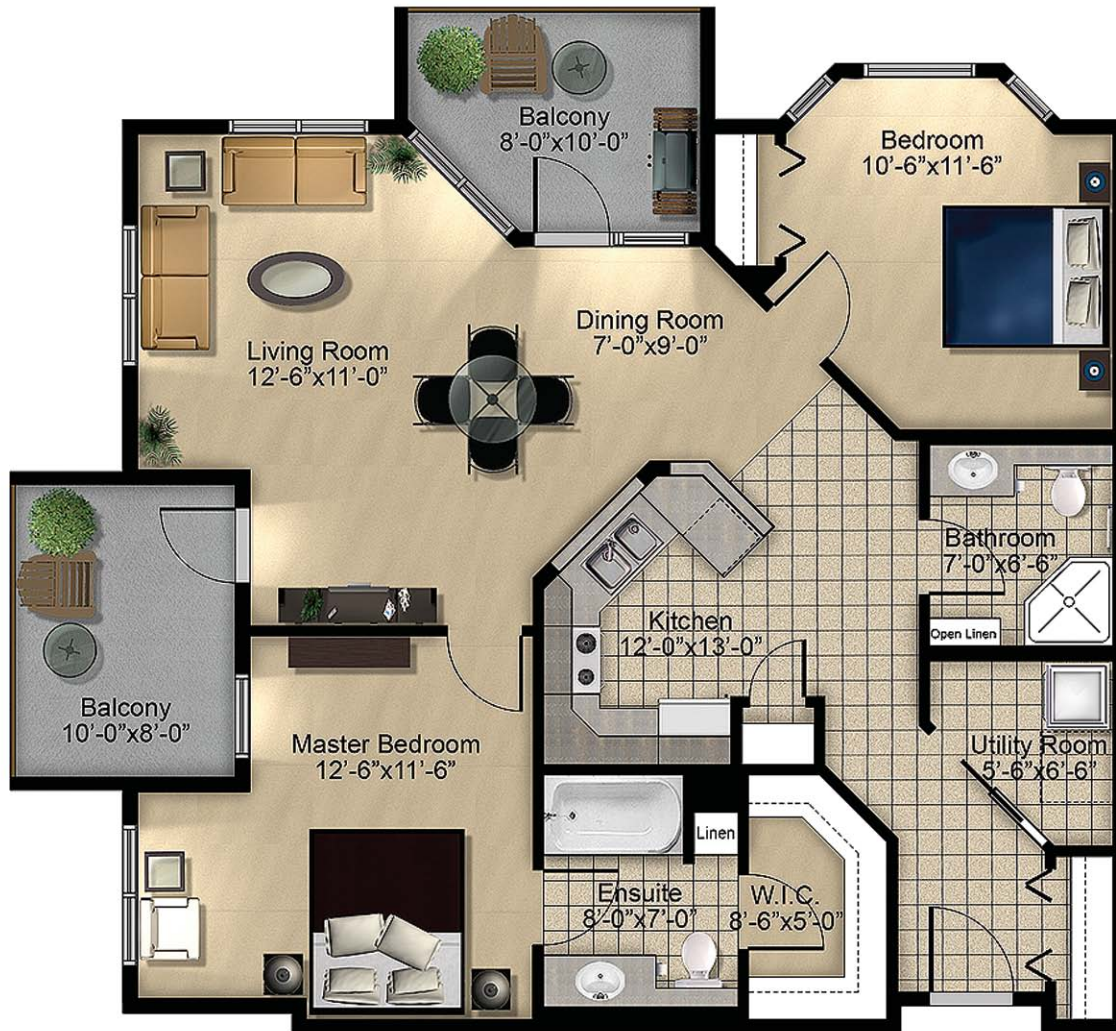 Balcony
8’-0”x10’-0”
Bedroom
10’-6”x11’-6”
Dining Room
7’-0”x9’-0”
Living Room
12’-6”x11’-0”
Bathroom
7’-0”x6’-6”
Open Linen
Kitchen
12’-0”x13’-0”
Balcony
10’-0”x8’-0”
Master Bedroom
12’-6”x11’-6”
Utility Room
5’-6”x6’-6”
Linen
Ensuite
8’-0”x7’-0”
W.I.C.
8’-6”x5’-0”